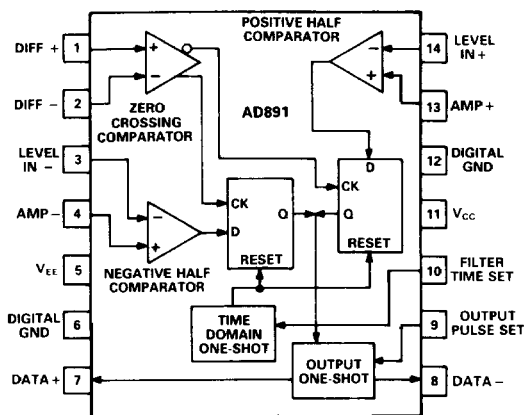 POSITIVE HALF
COMPARATOR
DIFF +
1
+
−
DIFF −
2
ZERO
CROSSING
COMPARATOR
AD891
−
+
14
LEVEL
IN+
13
AMP+
LEVEL
IN −
3
12
DIGITAL
GND
D
CK
Q
RESET
11
VCC
AMP−
4
−
+
CK
D
Q
RESET
NEGATIVE HALF
COMPARATOR
VEE
5
10
FILTER
TIME SET
DIGITAL
GND
6
TIME
DOMAIN
ONE-SHOT
9
OUTPUT
PULSE SET
DATA+
7
OUTPUT
ONE-SHOT
8
DATA−